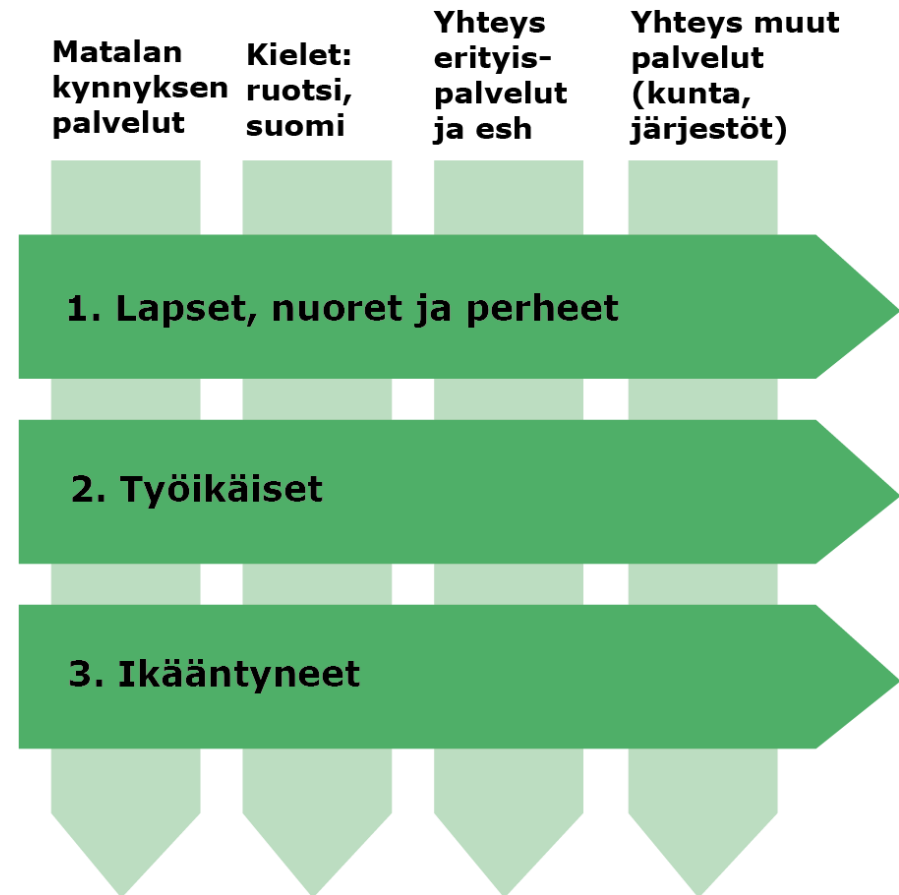 Matalan
kynnyksen
palvelut
Kielet:
ruotsi,
suomi
Yhteys
erityis-
palvelut
ja esh
Yhteys muut
palvelut
(kunta,
järjestöt)
1. Lapset, nuoret ja perheet
2. Työikäiset
3. Ikääntyneet